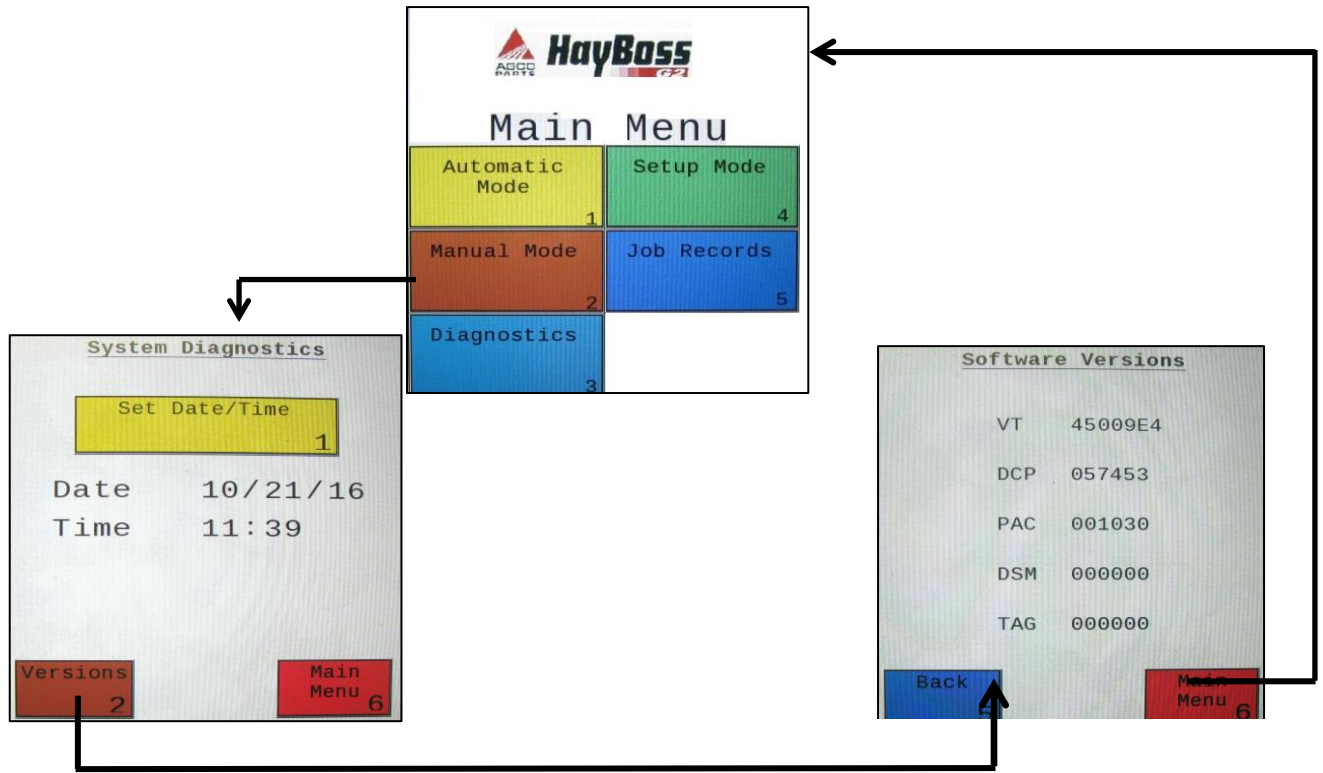 AGCO
PARTS
HayBoss
G2
Main Menu
Automatic
Mode
1
Setup Mode
4
Manual Mode
2
Job Records
5
Diagnostics
3
System Diagnostics
Set Date/Time
1
Date 10/21/16
Time 11:39
Versions
2
Main
Menu
6
Software Versions
VT 45009E4
DCP 057453
PAC 001030
DSM 000000
TAG 000000
Back
5
Main
Menu
6